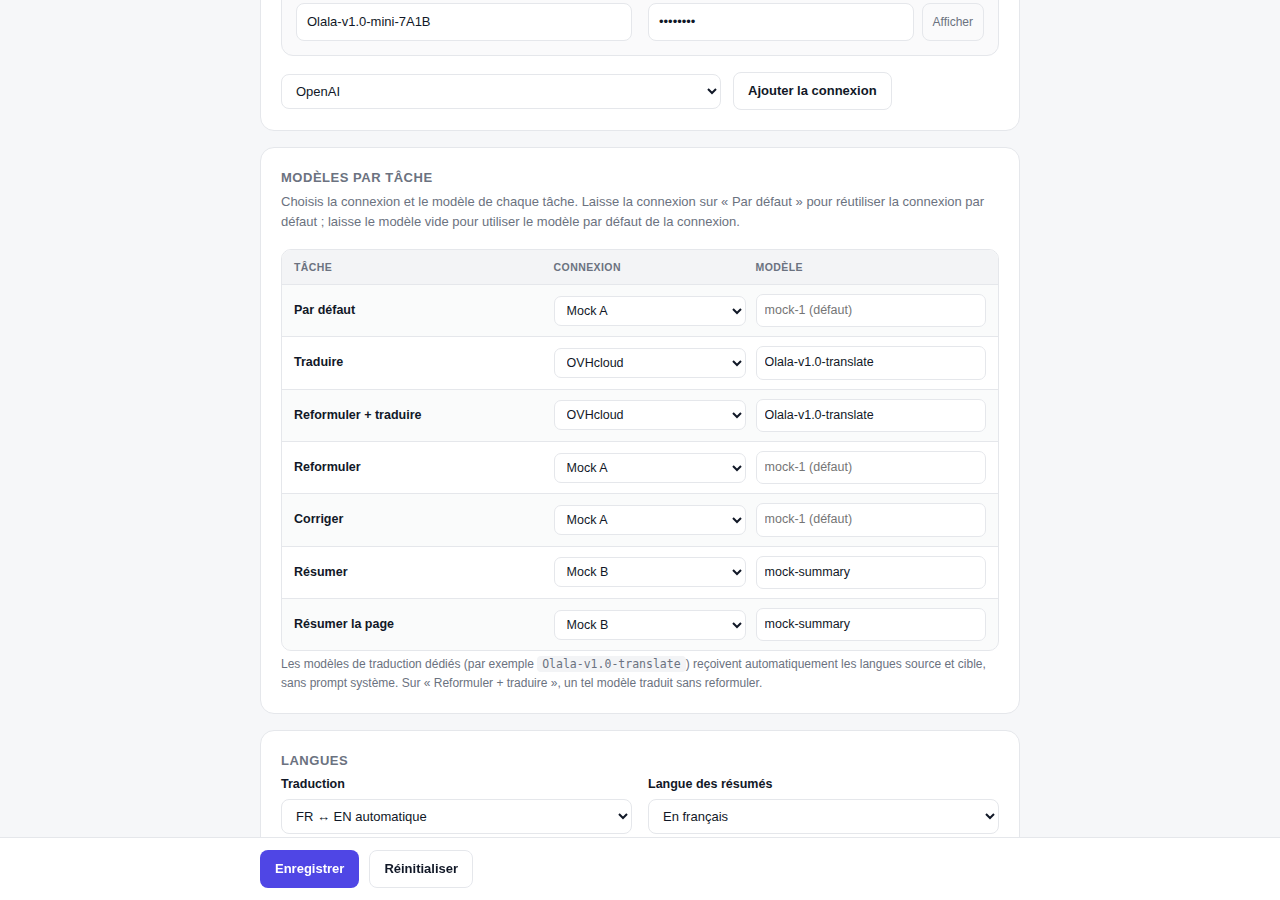 Olala-v1.0-mini-7A1B
••••••••
Afficher
OpenAI
Ajouter la connexion
MODÈLES PAR TÂCHE
Choisis la connexion et le modèle de chaque tâche. Laisse la connexion sur « Par défaut » pour réutiliser la connexion par
défaut ; laisse le modèle vide pour utiliser le modèle par défaut de la connexion.
TÂCHE CONNEXION MODÈLE
Par défaut Mock A mock-1 (défaut)
Traduire OVHcloud Olala-v1.0-translate
Reformuler + traduire OVHcloud Olala-v1.0-translate
Reformuler Mock A mock-1 (défaut)
Corriger Mock A mock-1 (défaut)
Résumer Mock B mock-summary
Résumer la page Mock B mock-summary
Les modèles de traduction dédiés (par exemple Olala-v1.0-translate) reçoivent automatiquement les langues source et cible,
sans prompt système. Sur « Reformuler + traduire », un tel modèle traduit sans reformuler.
LANGUES
Traduction Langue des résumés
FR ↔ EN automatique En français
Enregistrer Réinitialiser